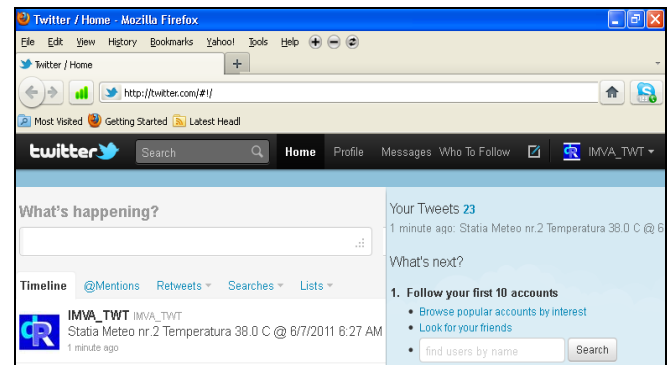 Twitter / Home - Mozilla Firefox
File Edit View History Bookmarks Yahoo! Tools Help
Twitter / Home
http://twitter.com/#!/
Most Visited Getting Started Latest Headl
twitter Search Home Profile Messages Who To Follow IMVA_TWT
What's happening?
Timeline @Mentions Retweets Searches Lists
IMVA_TWT IMVA_TWT
Statia Meteo nr.2 Temperatura 38.0 C @ 6/7/2011 6:27 AM
1 minute ago
Your Tweets 23
1 minute ago: Statia Meteo nr.2 Temperatura 38.0 C @ 6
What's next?
1. Follow your first 10 accounts
• Browse popular accounts by interest
• Look for your friends
• find users by name Search